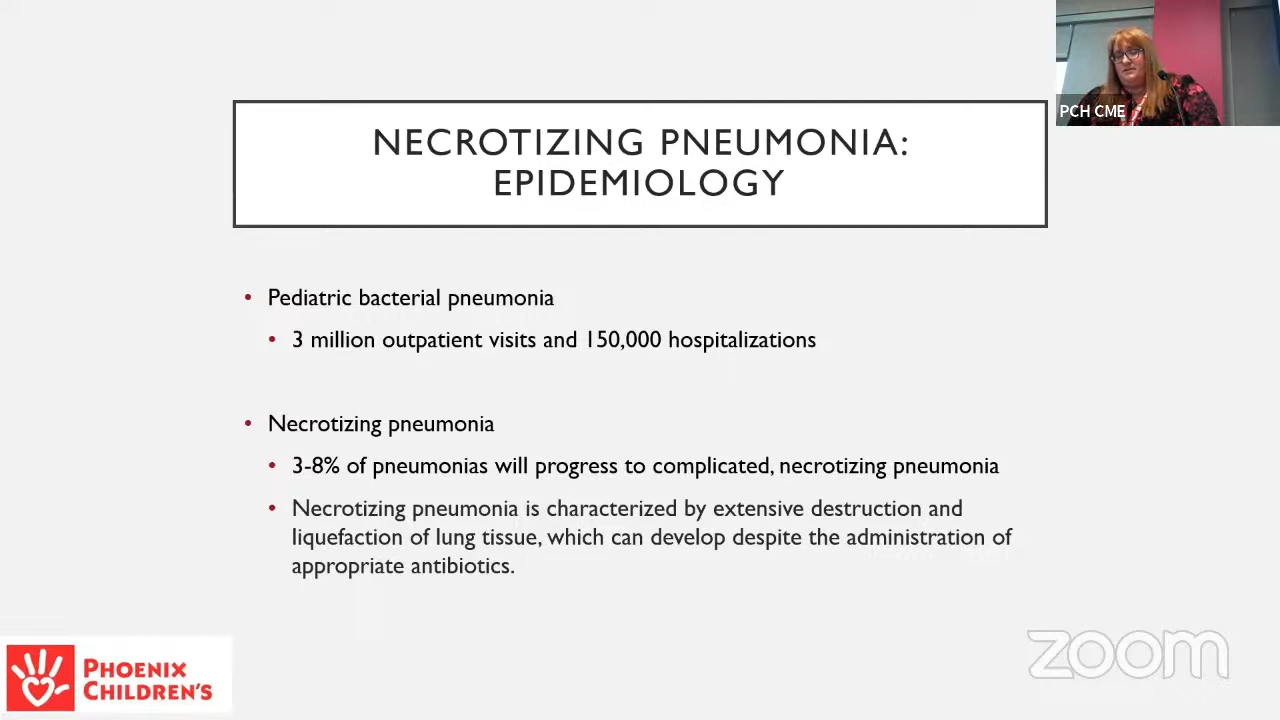 PCH CME
NECROTIZING PNEUMONIA:
EPIDEMIOLOGY
• Pediatric bacterial pneumonia
• 3 million outpatient visits and 150,000 hospitalizations
• Necrotizing pneumonia
• 3-8% of pneumonias will progress to complicated, necrotizing pneumonia
• Necrotizing pneumonia is characterized by extensive destruction and
liquefaction of lung tissue, which can develop despite the administration of
appropriate antibiotics.
PHOENIX
CHILDREN'S
zoom